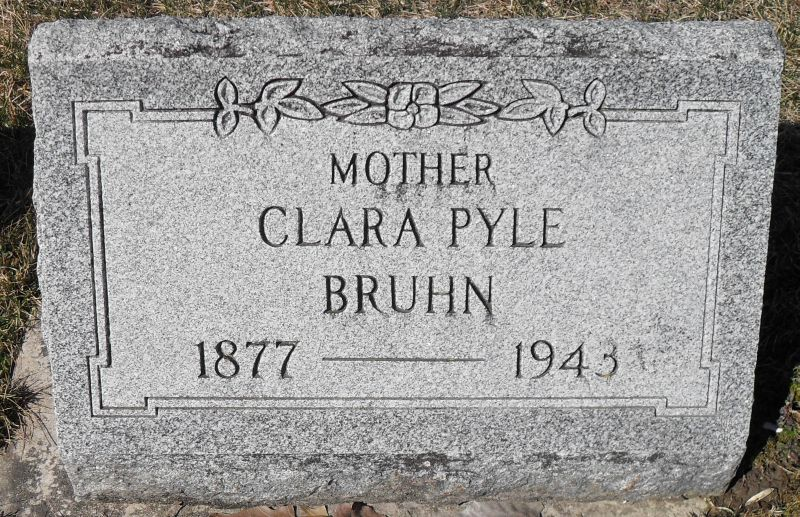 MOTHER
CLARA PYLE
BRUHN
1877 — 1943